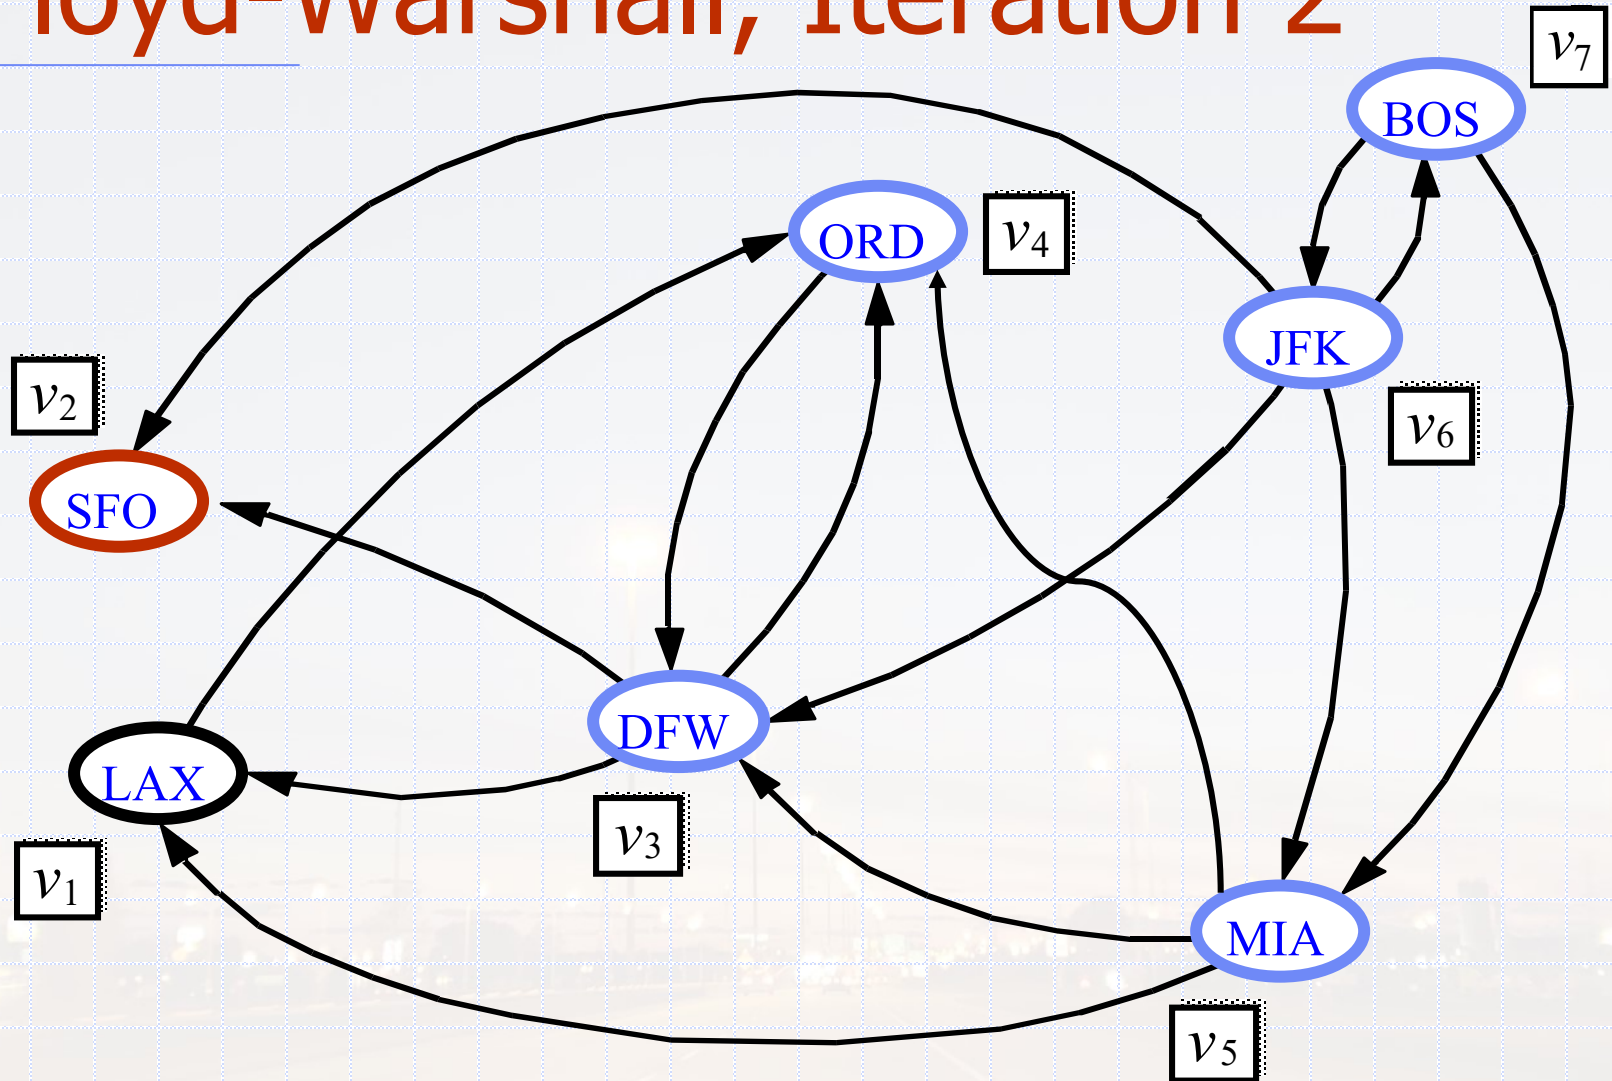 loyd-Warshall, Iteration 2
v7
BOS
ORD
v4
JFK
v2
v6
SFO
DFW
LAX
v3
v1
MIA
v5